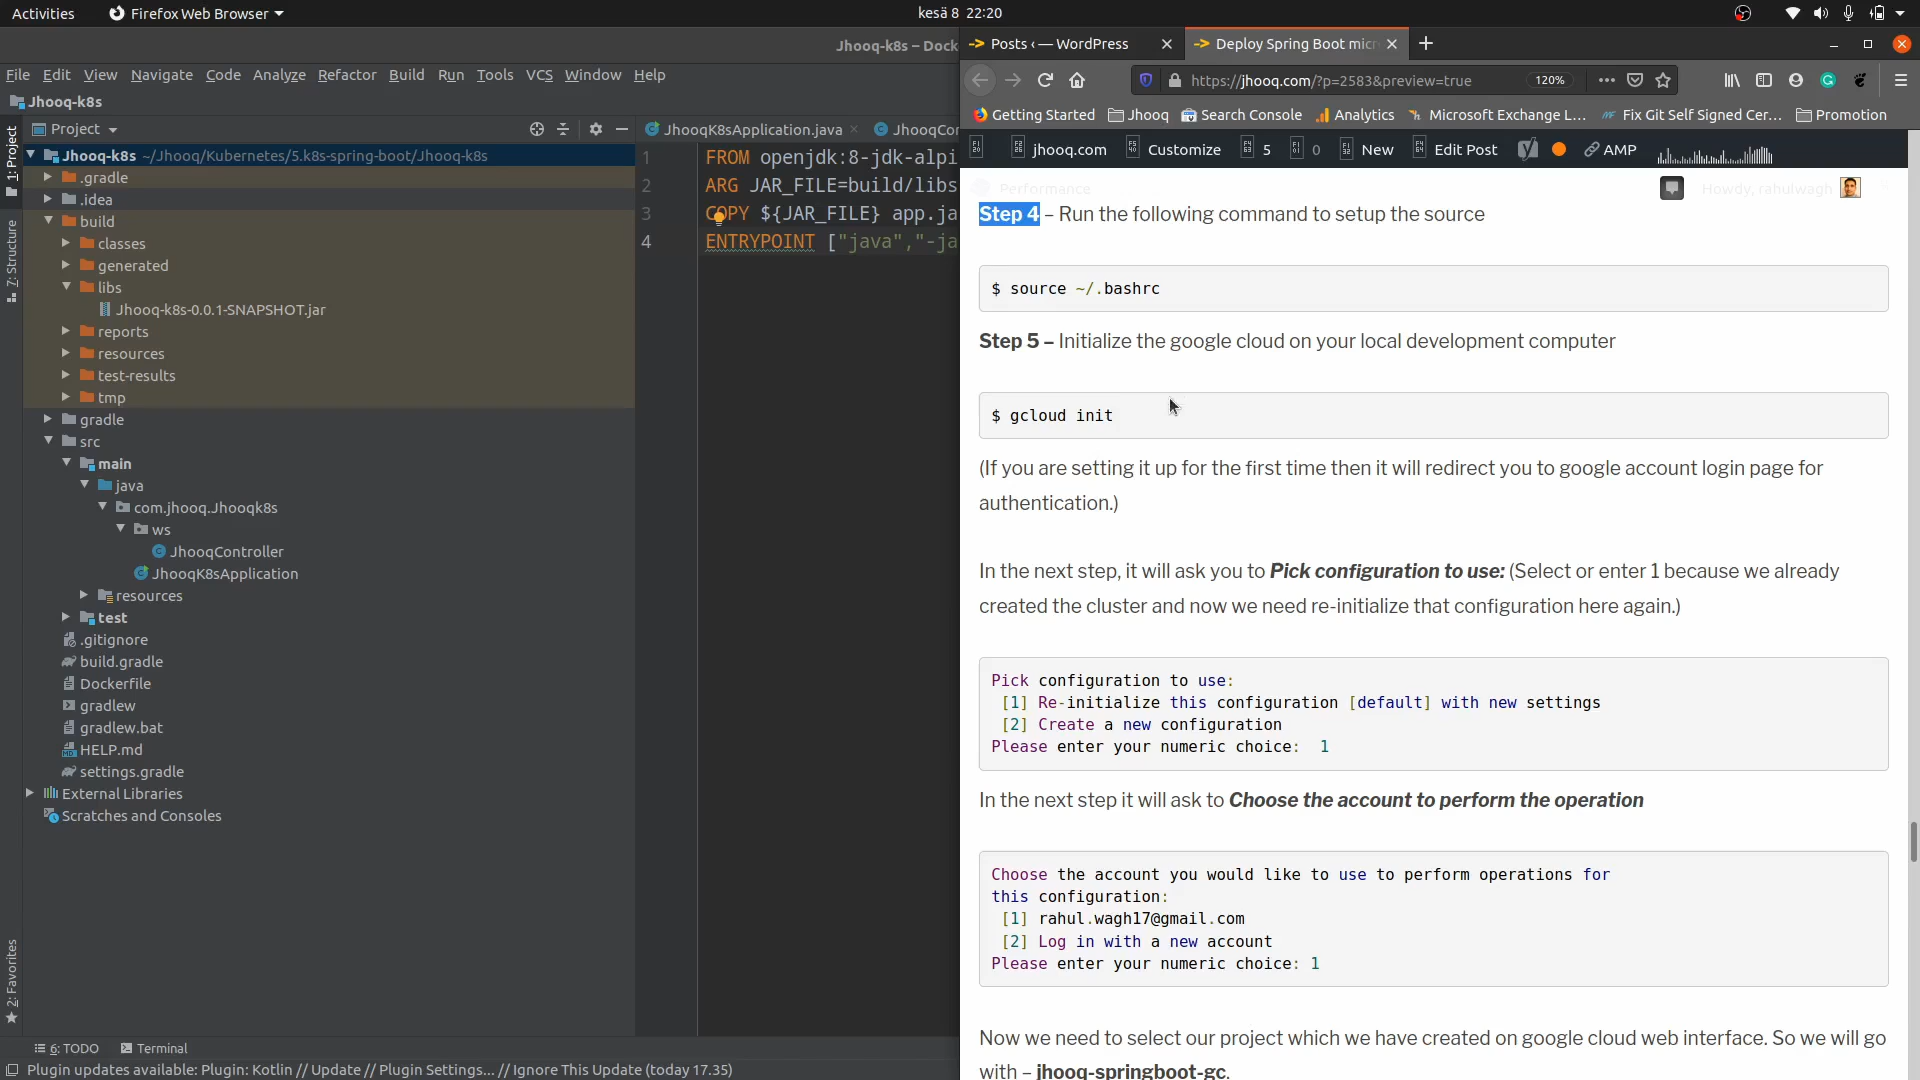 Activities
Firefox Web Browser
kesä 8 22:20
Jhooq-k8s – Dock
File Edit View Navigate Code Analyze Refactor Build Run Tools VCS Window Help
Jhooq-k8s
Project
JhooqK8sApplication.java
JhooqCon
1: Project
7: Structure
2: Favorites
Jhooq-k8s ~/Jhooq/Kubernetes/5.k8s-spring-boot/Jhooq-k8s
.gradle
.idea
build
classes
generated
libs
Jhooq-k8s-0.0.1-SNAPSHOT.jar
reports
resources
test-results
tmp
gradle
src
main
java
com.jhooq.Jhooqk8s
ws
JhooqController
JhooqK8sApplication
resources
test
.gitignore
build.gradle
Dockerfile
gradlew
gradlew.bat
HELP.md
settings.gradle
External Libraries
Scratches and Consoles
1 FROM openjdk:8-jdk-alpi
2 ARG JAR_FILE=build/libs
3 COPY ${JAR_FILE} app.ja
4 ENTRYPOINT ["java","-ja
6: TODO
Terminal
Plugin updates available: Plugin: Kotlin // Update // Plugin Settings... // Ignore This Update (today 17.35)
Posts ‹ — WordPress
Deploy Spring Boot micr
https://jhooq.com/?p=2583&preview=true
120%
Getting Started
Jhooq
Search Console
Analytics
Microsoft Exchange L...
Fix Git Self Signed Cer...
Promotion
jhooq.com
Customize
5
0
New
Edit Post
AMP
Performance
Howdy, rahulwagh
Step 4 – Run the following command to setup the source
$ source ~/.bashrc
Step 5 – Initialize the google cloud on your local development computer
$ gcloud init
(If you are setting it up for the first time then it will redirect you to google account login page for
authentication.)
In the next step, it will ask you to Pick configuration to use: (Select or enter 1 because we already
created the cluster and now we need re-initialize that configuration here again.)
Pick configuration to use:
[1] Re-initialize this configuration [default] with new settings
[2] Create a new configuration
Please enter your numeric choice:  1
In the next step it will ask to Choose the account to perform the operation
Choose the account you would like to use to perform operations for
this configuration:
[1] rahul.wagh17@gmail.com
[2] Log in with a new account
Please enter your numeric choice: 1
Now we need to select our project which we have created on google cloud web interface. So we will go
with – jhooq-springboot-gc.